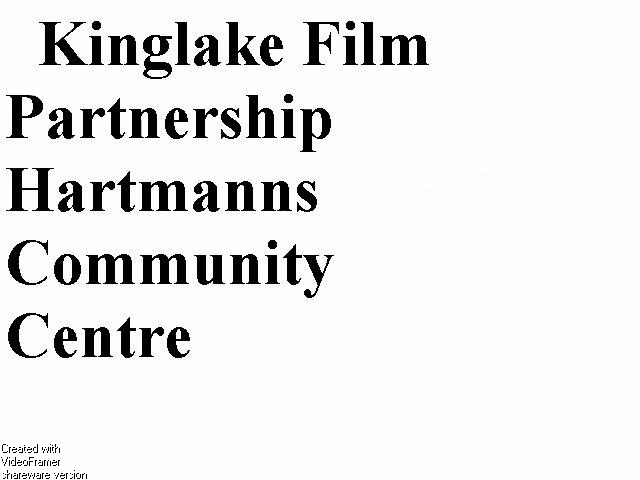 Kinglake Film
Partnership
Hartmanns
Community
Centre
Created with
VideoFramer
shareware version